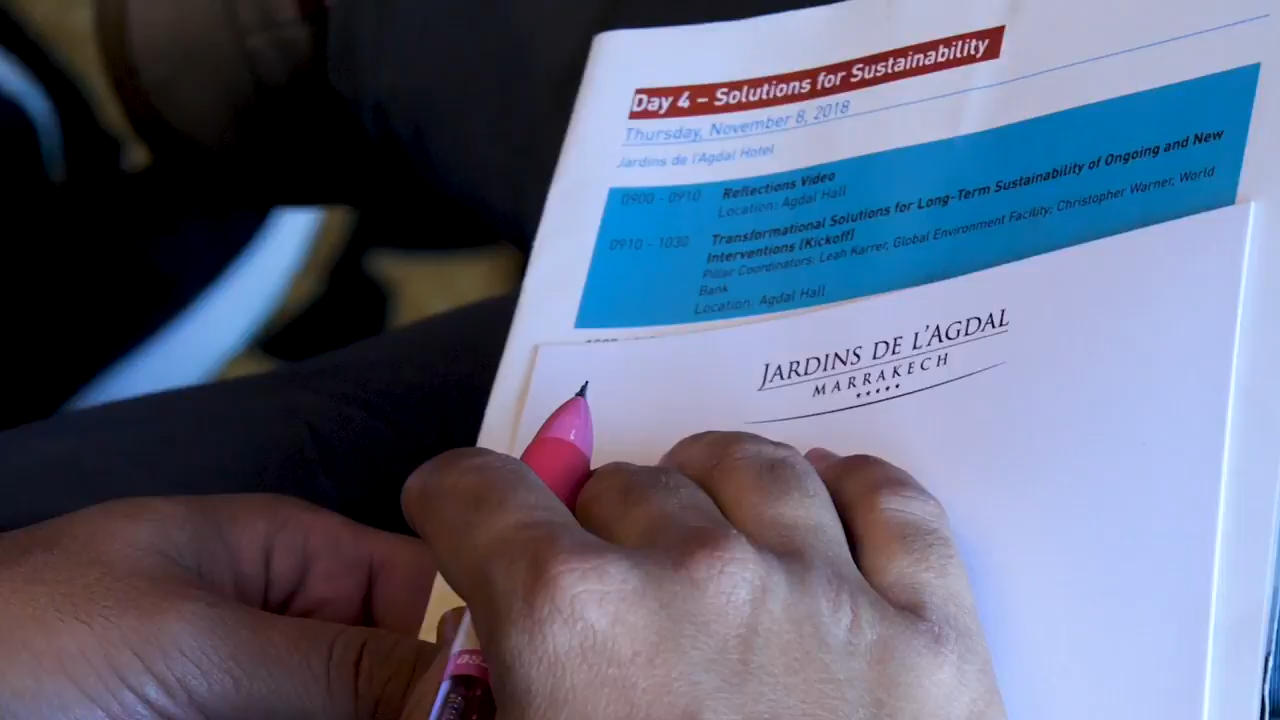 Day 4 – Solutions for Sustainability
Thursday, November 8, 2018
Jardins de l'Agdal Hotel
0900 - 0910 Reflections Video
Location: Agdal Hall
0910 - 1030 Transformational Solutions for Long-Term Sustainability of Ongoing and New
Interventions (Kickoff)
Pillar Coordinators: Leah Karrer, Global Environment Facility; Christopher Warner, World
Bank
Location: Agdal Hall
JARDINS DE L'AGDAL
MARRAKECH